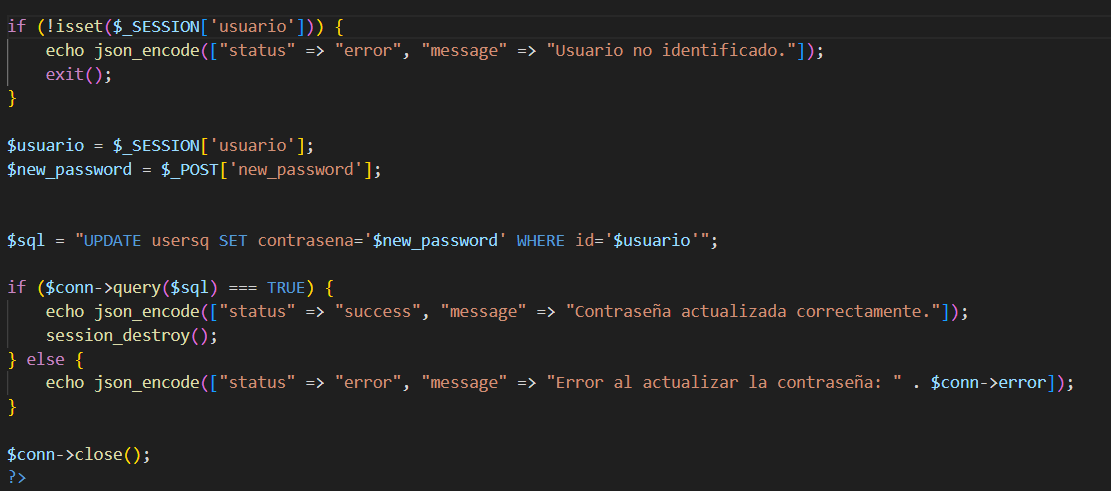 if (!isset($_SESSION['usuario'])) {
    echo json_encode(["status" => "error", "message" => "Usuario no identificado."]);
    exit();
}
$usuario = $_SESSION['usuario'];
$new_password = $_POST['new_password'];
$sql = "UPDATE usersq SET contrasena='$new_password' WHERE id='$usuario'";
if ($conn->query($sql) === TRUE) {
    echo json_encode(["status" => "success", "message" => "Contraseña actualizada correctamente."]);
    session_destroy();
} else {
    echo json_encode(["status" => "error", "message" => "Error al actualizar la contraseña: " . $conn->error]);
}
$conn->close();
?>